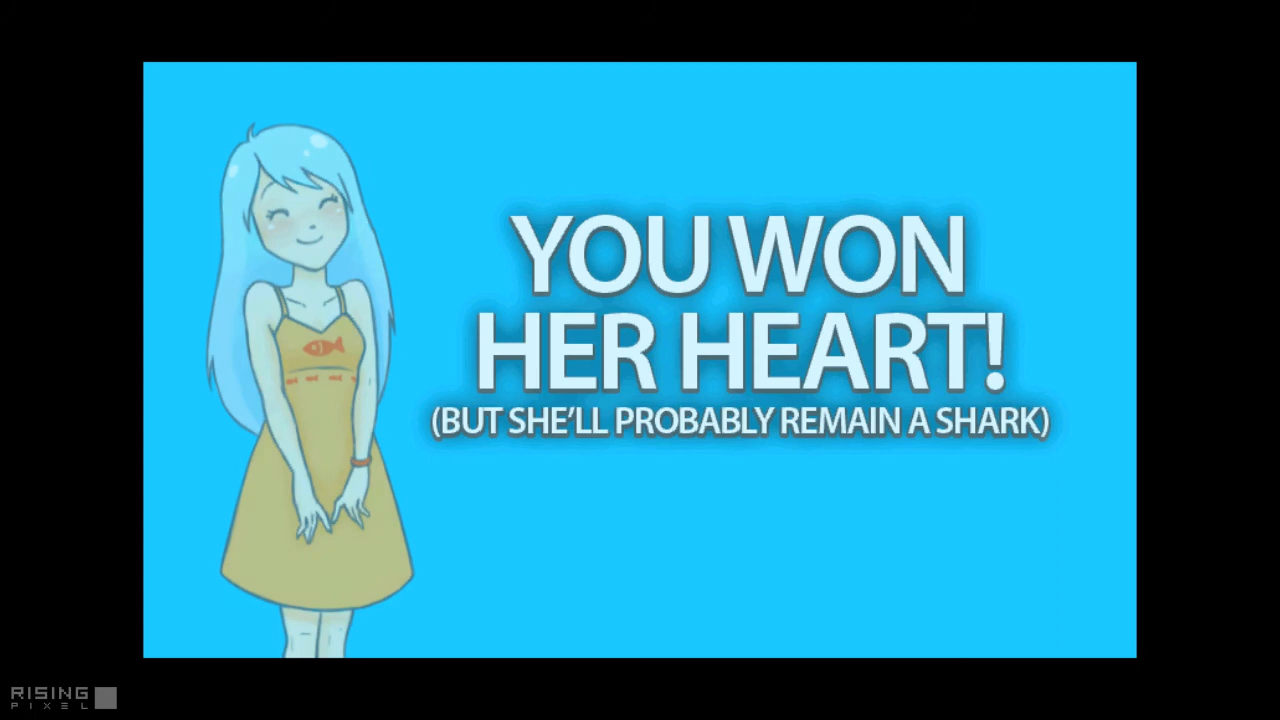 YOU WON
HER HEART!
(BUT SHE'LL PROBABLY REMAIN A SHARK)
RISING
PIXEL